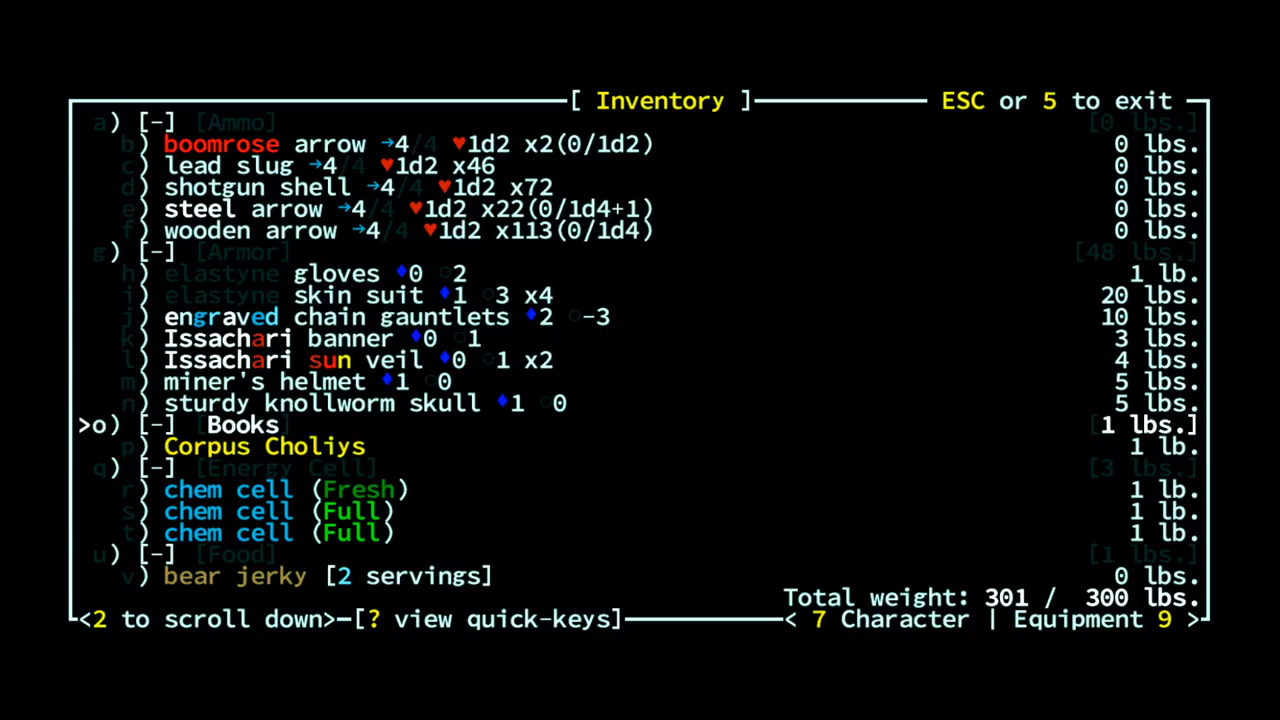 [ Inventory ] ESC or 5 to exit
a) [-] [Ammo] [0 lbs.]
b) boomrose arrow →4/4 ♥1d2 x2(0/1d2) 0 lbs.
c) lead slug →4/4 ♥1d2 x46 0 lbs.
d) shotgun shell →4/4 ♥1d2 x72 0 lbs.
e) steel arrow →4/4 ♥1d2 x22(0/1d4+1) 0 lbs.
f) wooden arrow →4/4 ♥1d2 x113(0/1d4) 0 lbs.
g) [-] [Armor] [48 lbs.]
h) elastyne gloves ♦0 ○2 1 lb.
i) elastyne skin suit ♦1 ○3 x4 20 lbs.
j) engraved chain gauntlets ♦2 ○-3 10 lbs.
k) Issachari banner ♦0 ○1 3 lbs.
l) Issachari sun veil ♦0 ○1 x2 4 lbs.
m) miner's helmet ♦1 ○0 5 lbs.
n) sturdy knollworm skull ♦1 ○0 5 lbs.
>o) [-] [Books] [1 lbs.]
p) Corpus Choliys 1 lb.
q) [-] [Energy Cell] [3 lbs.]
r) chem cell (Fresh) 1 lb.
s) chem cell (Full) 1 lb.
t) chem cell (Full) 1 lb.
u) [-] [Food] [1 lbs.]
v) bear jerky [2 servings] 0 lbs.
Total weight: 301 / 300 lbs.
<2 to scroll down>-[? view quick-keys] < 7 Character | Equipment 9 >